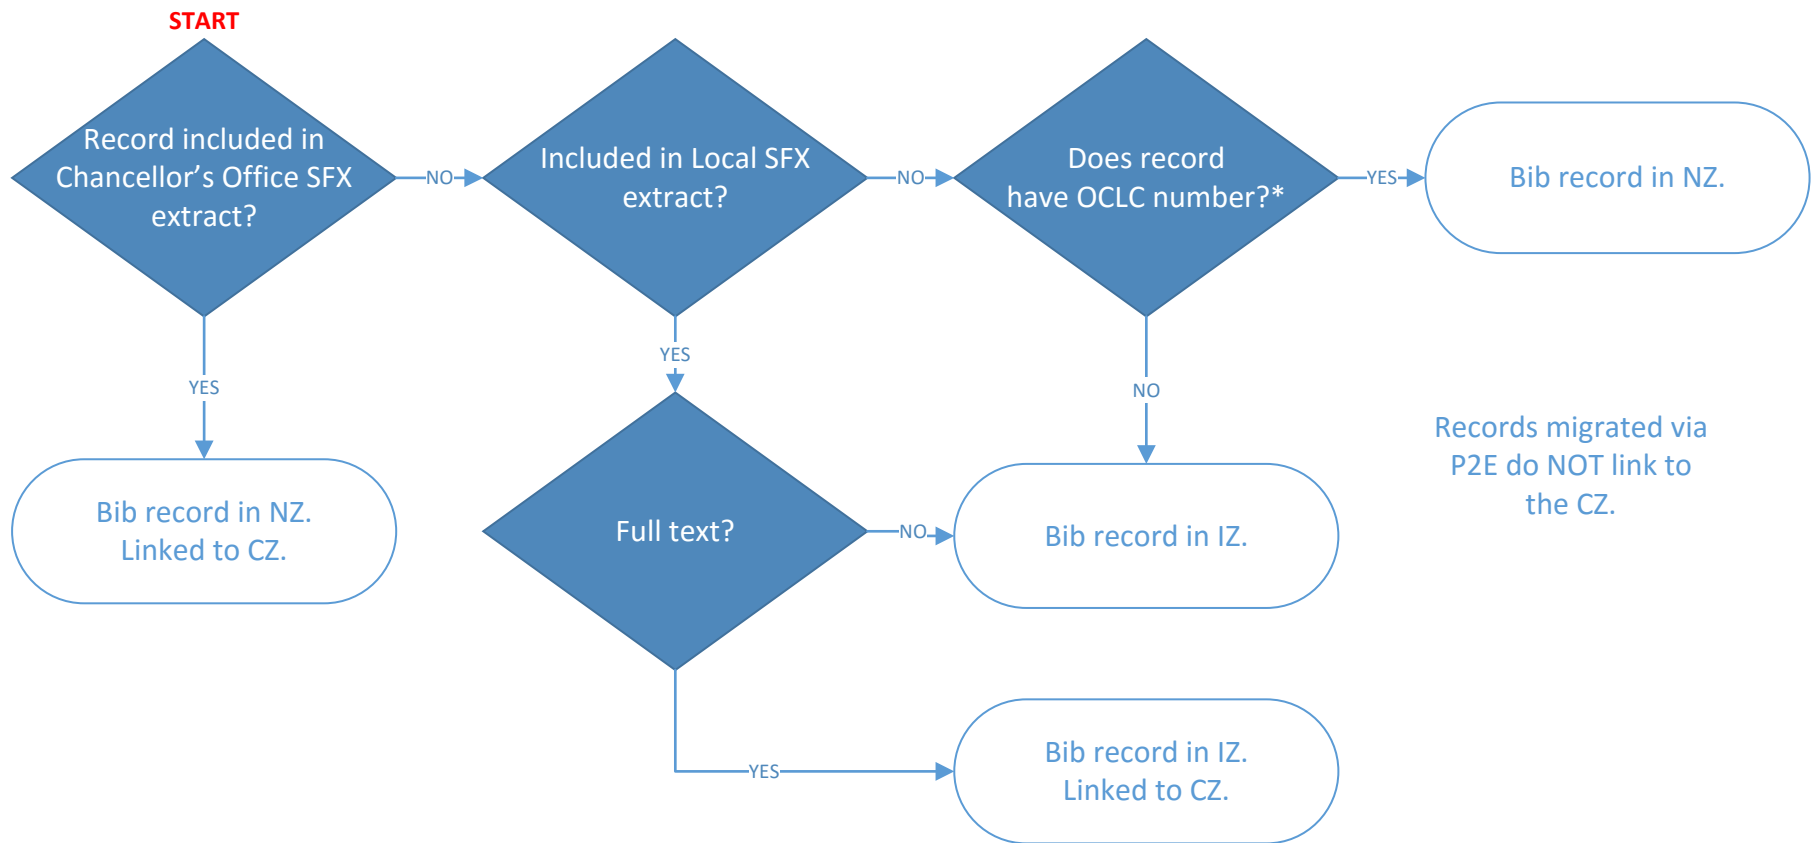 START
Record included in
Chancellor's Office SFX
extract?
NO
Included in Local SFX
extract?
NO
Does record
have OCLC number?*
YES
Bib record in NZ.
YES
YES
NO
Bib record in NZ.
Linked to CZ.
Full text?
NO
Bib record in IZ.
Records migrated via
P2E do NOT link to
the CZ.
YES
Bib record in IZ.
Linked to CZ.